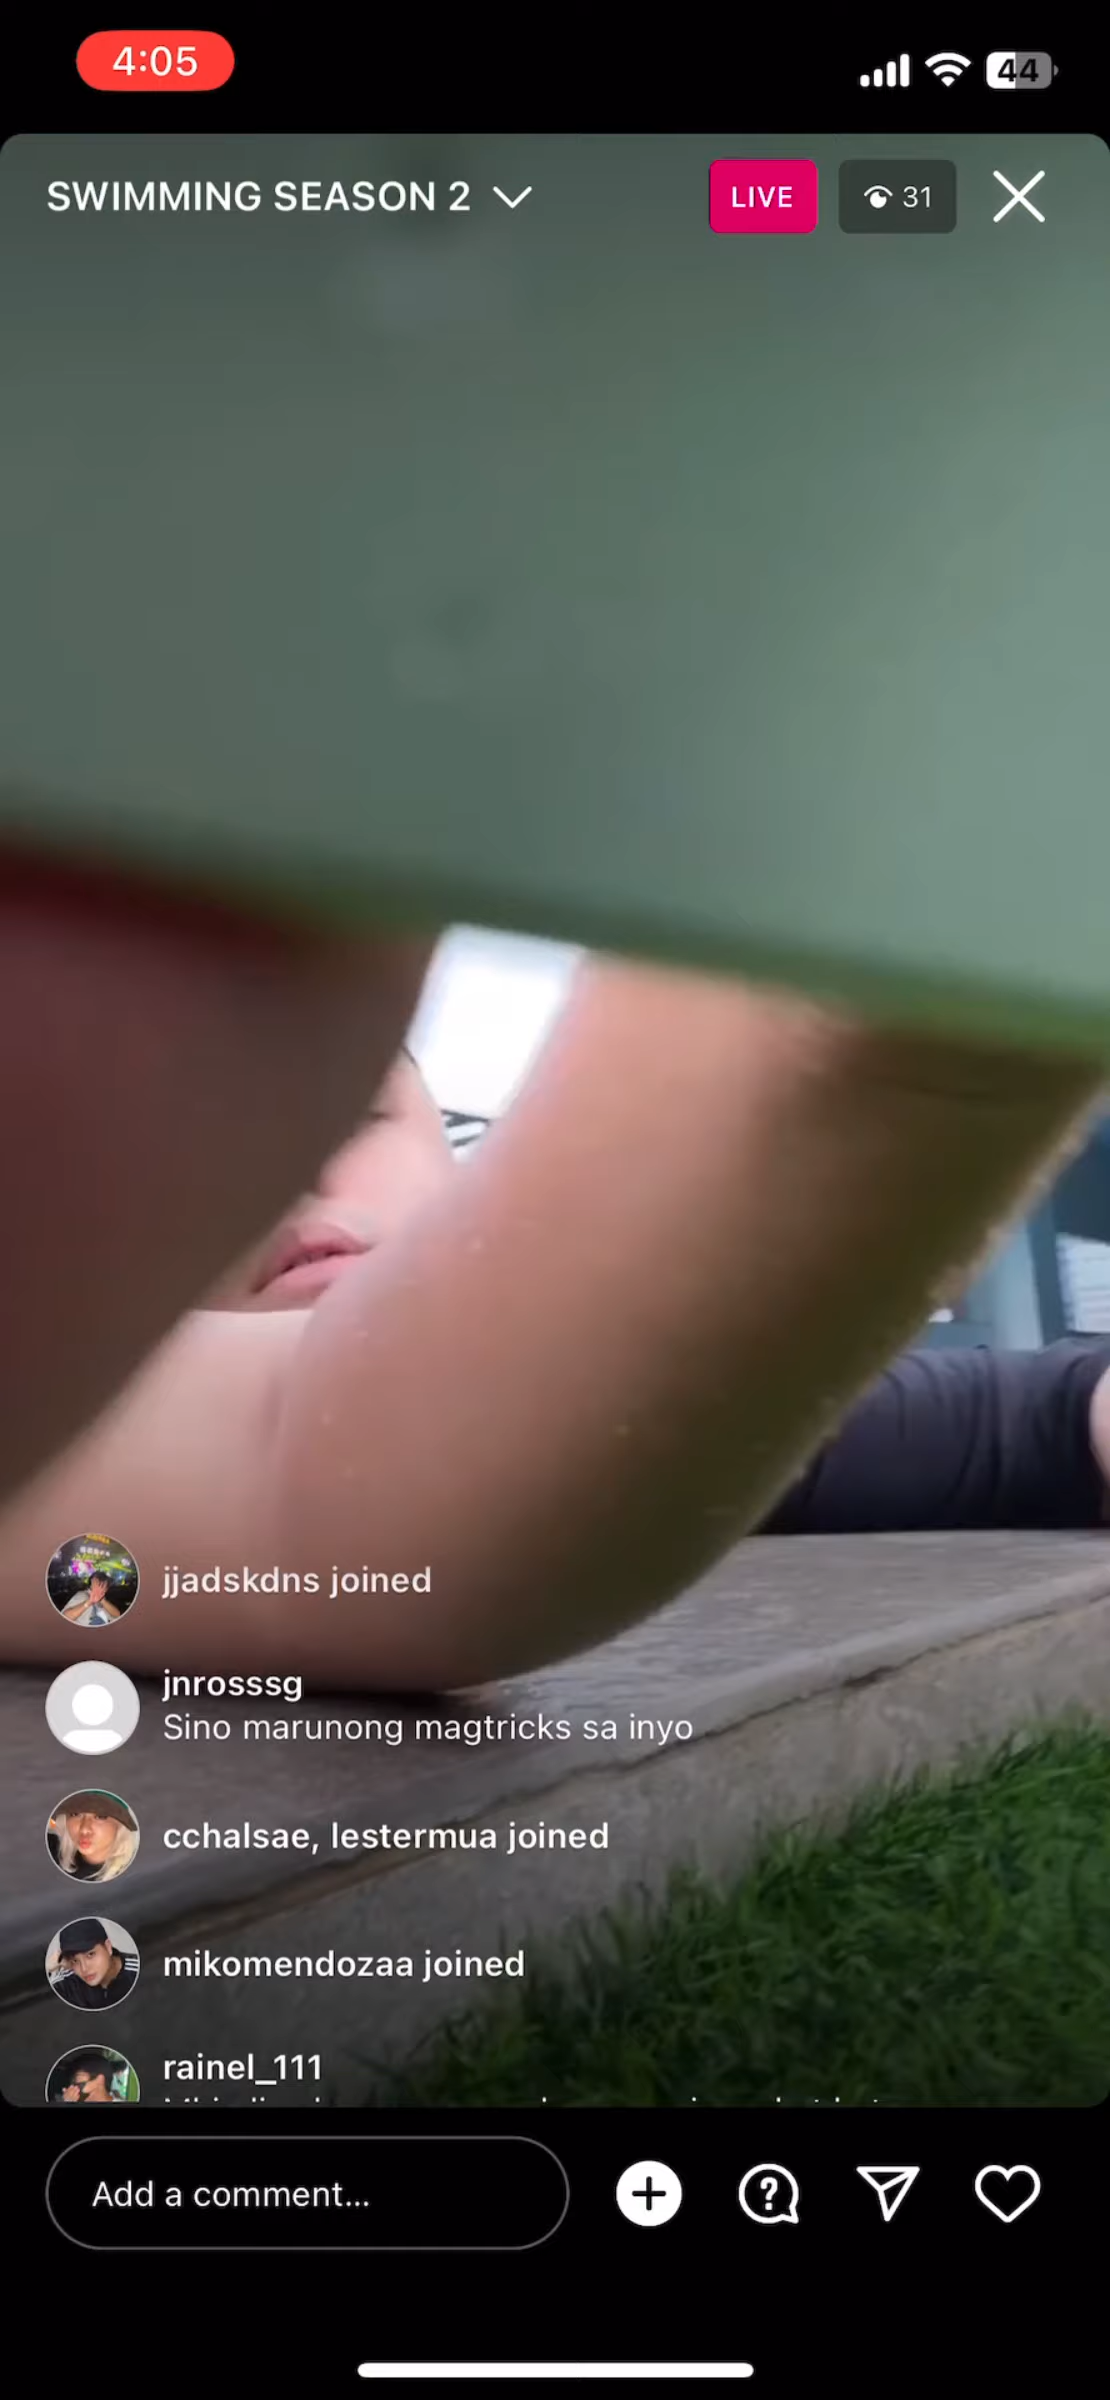 4:05
44
SWIMMING SEASON 2
LIVE
31
jjadskdns joined
jnrosssg
Sino marunong magtricks sa inyo
cchalsae, lestermua joined
mikomendozaa joined
rainel_111
Add a comment...